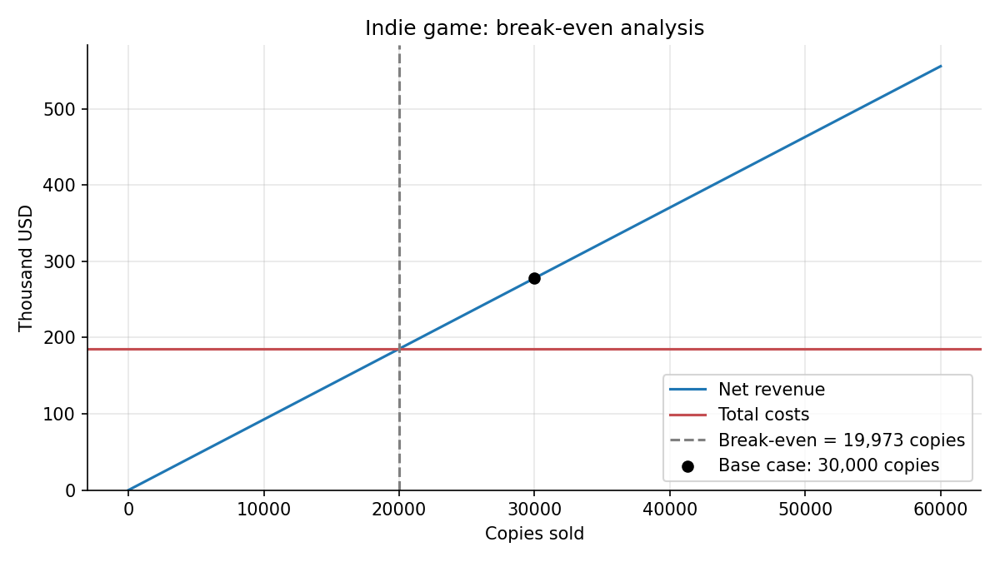 Indie game: break-even analysis
Thousand USD
500
400
300
200
100
0
Net revenue
Total costs
Break-even = 19,973 copies
Base case: 30,000 copies
0 10000 20000 30000 40000 50000 60000
Copies sold